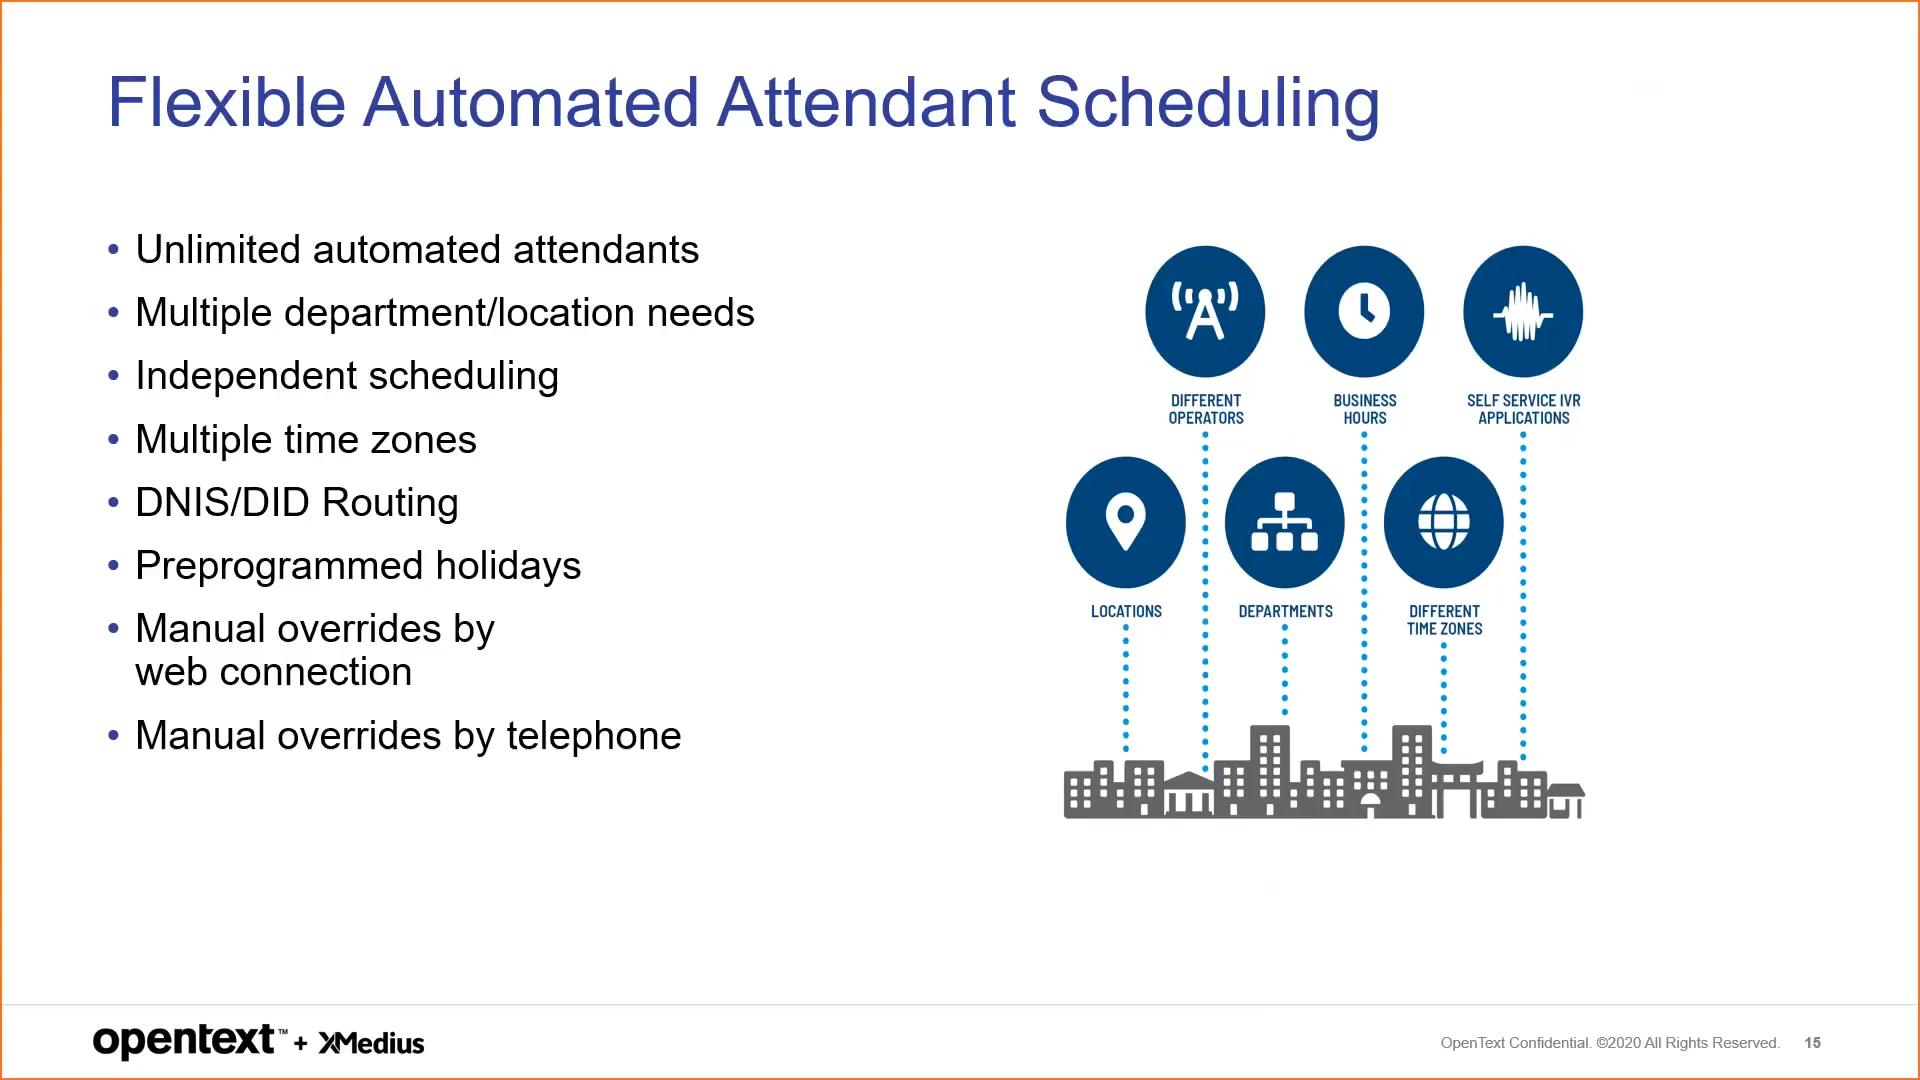 Flexible Automated Attendant Scheduling
• Unlimited automated attendants
• Multiple department/location needs
• Independent scheduling
• Multiple time zones
• DNIS/DID Routing
• Preprogrammed holidays
• Manual overrides by
web connection
• Manual overrides by telephone
DIFFERENT
OPERATORS
BUSINESS
HOURS
SELF SERVICE IVR
APPLICATIONS
LOCATIONS
DEPARTMENTS
DIFFERENT
TIME ZONES
opentext™ + XMedius
OpenText Confidential. ©2020 All Rights Reserved. 15